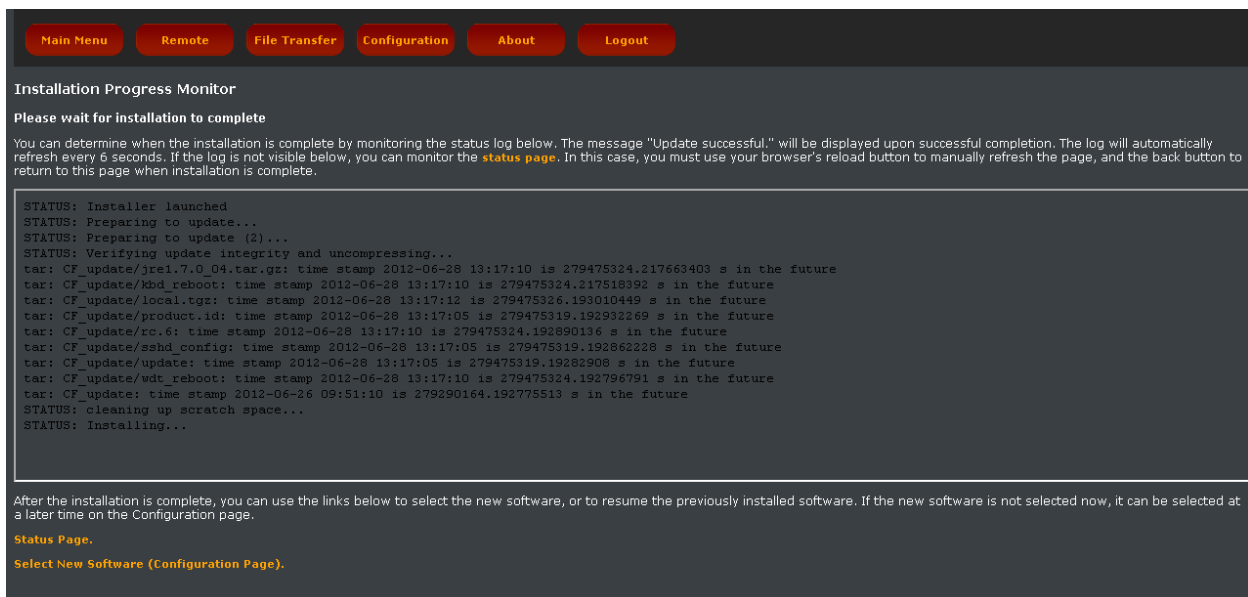 Main Menu
Remote
File Transfer
Configuration
About
Logout
Installation Progress Monitor
Please wait for installation to complete
You can determine when the installation is complete by monitoring the status log below. The message "Update successful." will be displayed upon successful completion. The log will automatically
refresh every 6 seconds. If the log is not visible below, you can monitor the status page. In this case, you must use your browser's reload button to manually refresh the page, and the back button to
return to this page when installation is complete.
STATUS: Installer launched
STATUS: Preparing to update...
STATUS: Preparing to update (2)...
STATUS: Verifying update integrity and uncompressing...
tar: CF_update/jre1.7.0_04.tar.gz: time stamp 2012-06-28 13:17:10 is 279475324.217663403 s in the future
tar: CF_update/kbd_reboot: time stamp 2012-06-28 13:17:10 is 279475324.217518392 s in the future
tar: CF_update/local.tgz: time stamp 2012-06-28 13:17:12 is 279475326.193010449 s in the future
tar: CF_update/product.id: time stamp 2012-06-28 13:17:05 is 279475319.192932269 s in the future
tar: CF_update/rc.6: time stamp 2012-06-28 13:17:10 is 279475324.192890136 s in the future
tar: CF_update/sshd_config: time stamp 2012-06-28 13:17:05 is 279475319.192862228 s in the future
tar: CF_update/update: time stamp 2012-06-28 13:17:05 is 279475319.19282908 s in the future
tar: CF_update/wdt_reboot: time stamp 2012-06-28 13:17:10 is 279475324.192796791 s in the future
tar: CF_update: time stamp 2012-06-26 09:51:10 is 279290164.192775513 s in the future
STATUS: cleaning up scratch space...
STATUS: Installing...
After the installation is complete, you can use the links below to select the new software, or to resume the previously installed software. If the new software is not selected now, it can be selected at
a later time on the Configuration page.
Status Page.
Select New Software (Configuration Page).